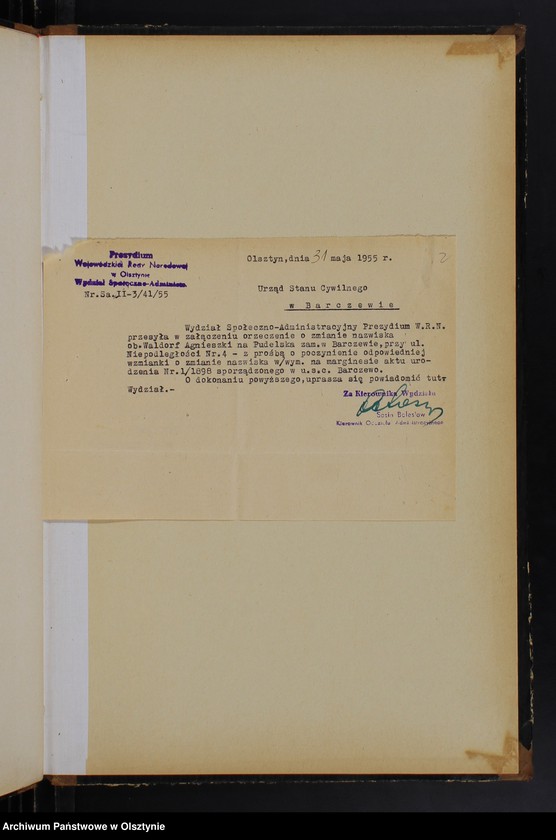 Prezydium
Wojewódzkiej Rady Narodowej
w Olsztynie
Wydział Społeczno-Administr.
Nr.Sa.II-3/41/55
Olsztyn,dnia 31 maja 1955 r.
2
Urząd Stanu Cywilnego
w Barczewie
Wydział Społeczno-Administracyjny Prezydium W.R.N.
przesyła w załączeniu orzeczenie o zmianie nazwiska
ob.Waldorf Agnieszki na Pudelska zam.w Barczewie,przy ul.
Niepodległości Nr.4 - z prośbą o poczynienie odpowiedniej
wzmianki o zmianie nazwiska w/wym. na marginesie aktu uro-
dzenia Nr.1/1898 sporządzonego w u.s.c. Barczewo.
O dokonaniu powyższego,uprasza się powiadomić tut.
Wydział.-
Za Kierownika Wydziału
Bolesław
Kierownik Oddziału Administracyjnego
Archiwum Państwowe w Olsztynie